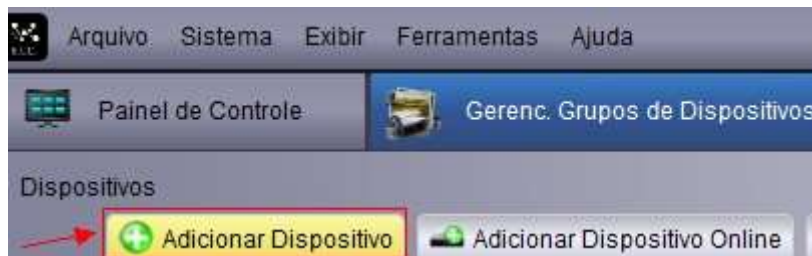 Arquivo Sistema Exibir Ferramentas Ajuda
Painel de Controle Gerenc. Grupos de Dispositivos
Dispositivos
Adicionar Dispositivo Adicionar Dispositivo Online